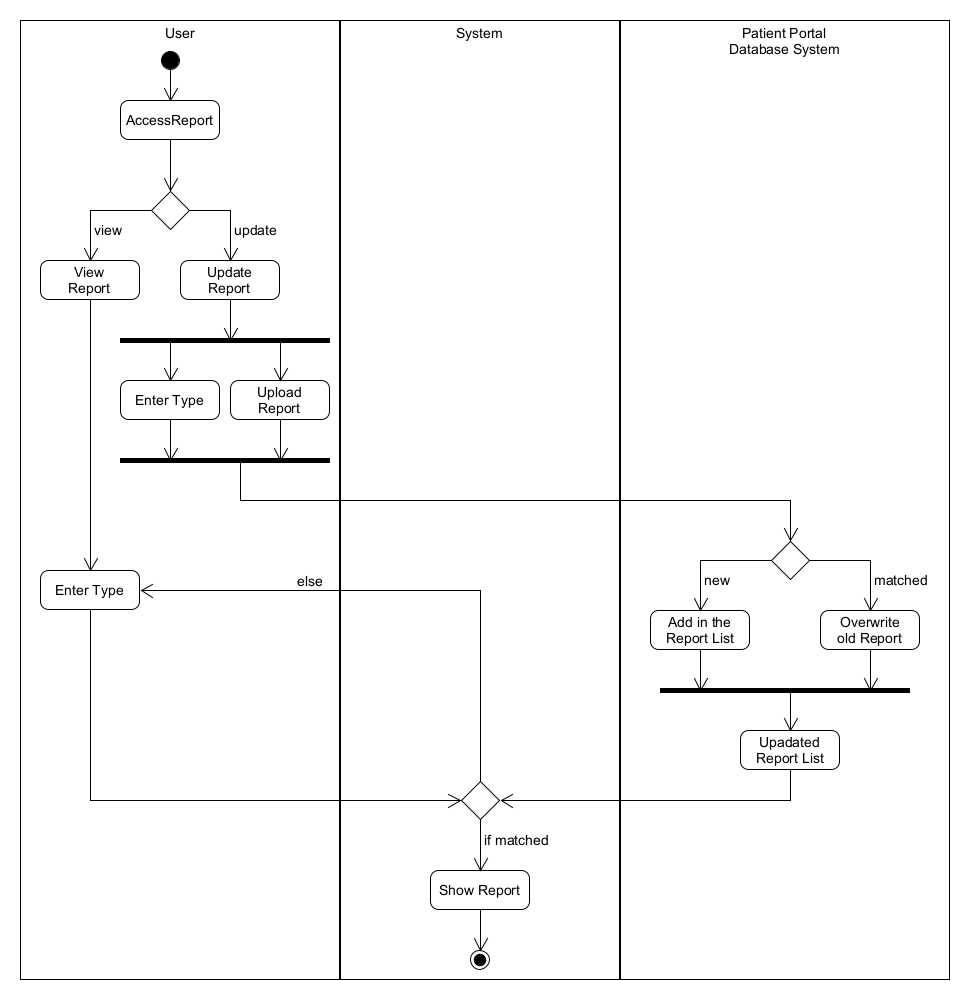 User
System
Patient Portal
Database System
AccessReport
view
update
View
Report
Update
Report
Enter Type
Upload
Report
Enter Type
else
new
matched
Add in the
Report List
Overwrite
old Report
Upadated
Report List
if matched
Show Report